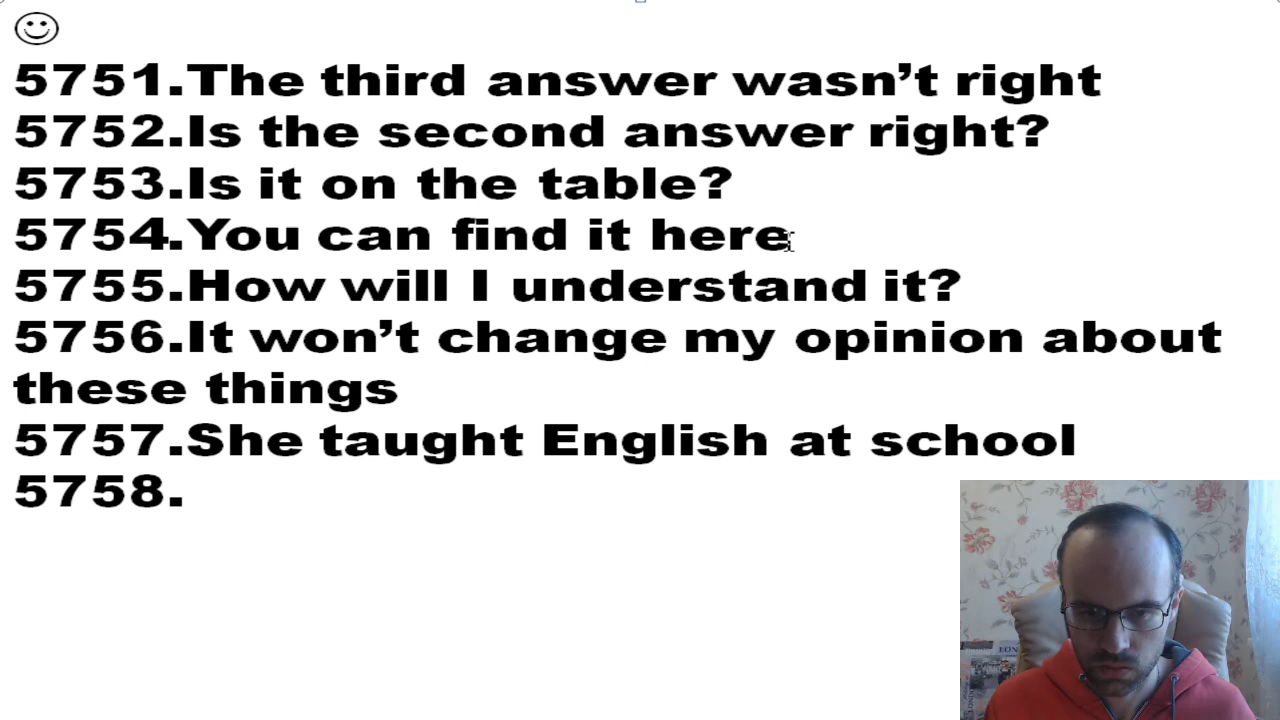 5751.The third answer wasn’t right
5752.Is the second answer right?
5753.Is it on the table?
5754.You can find it here
5755.How will I understand it?
5756.It won’t change my opinion about
these things
5757.She taught English at school
5758.